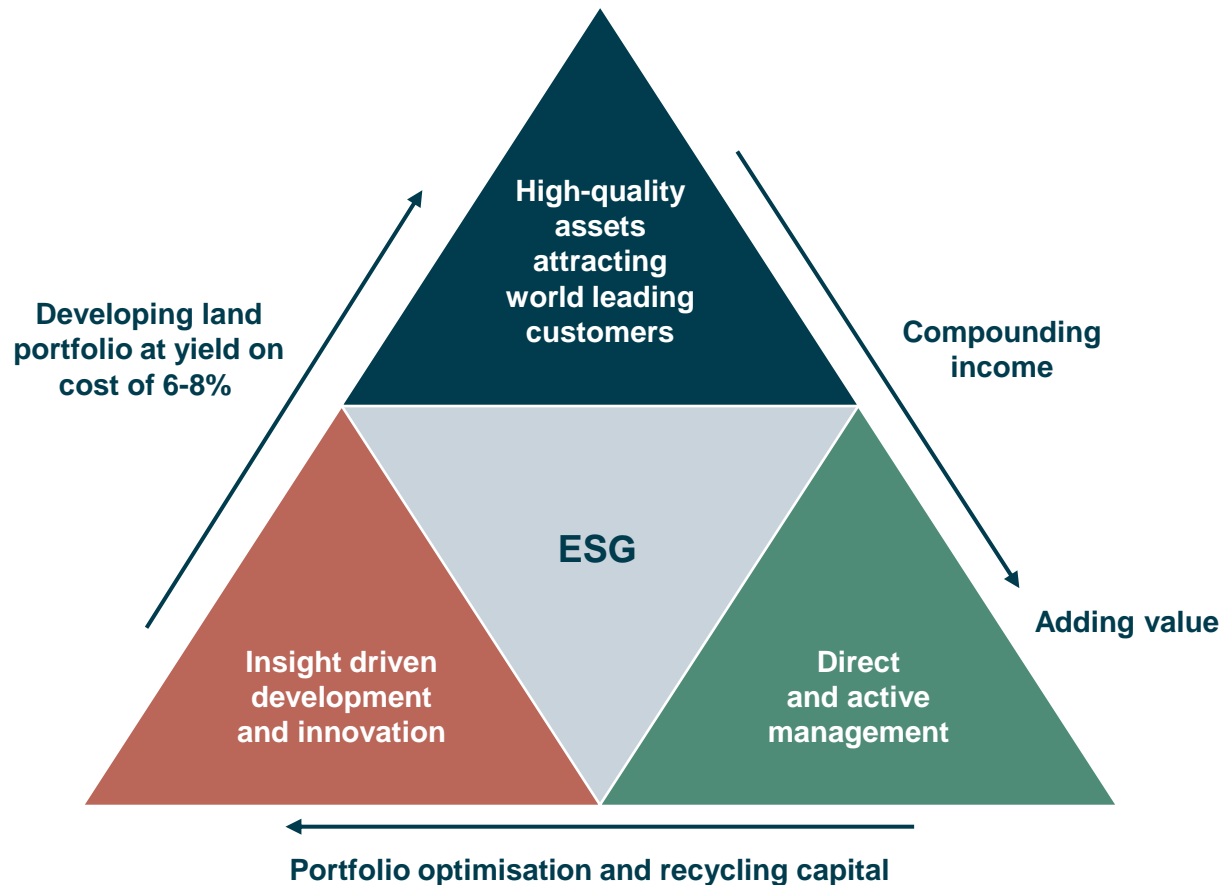 High-quality
assets
attracting
world leading
customers
Developing land
portfolio at yield on
cost of 6-8%
Compounding
income
ESG
Adding value
Insight driven
development
and innovation
Direct
and active
management
Portfolio optimisation and recycling capital